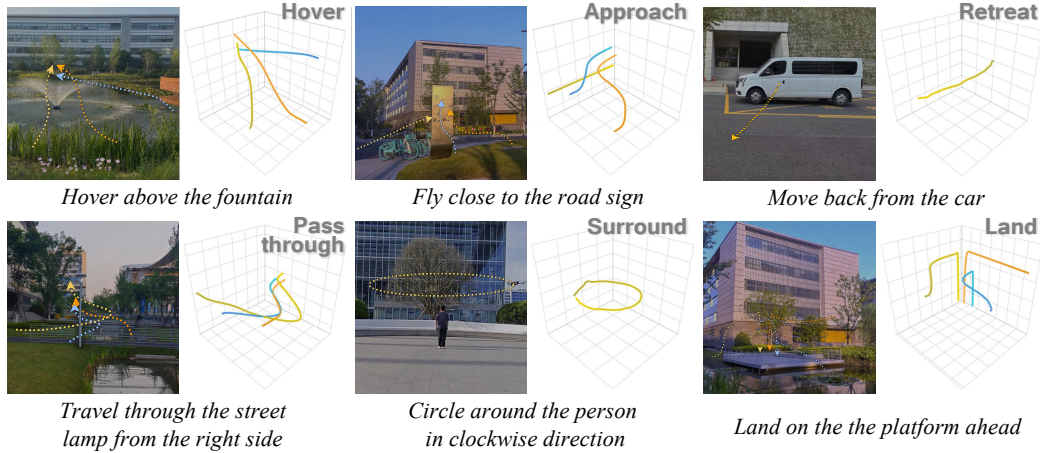 Hover
Approach
Retreat
Hover above the fountain
Fly close to the road sign
Move back from the car
Pass
through
Surround
Land
Travel through the street
lamp from the right side
Circle around the person
in clockwise direction
Land on the the platform ahead